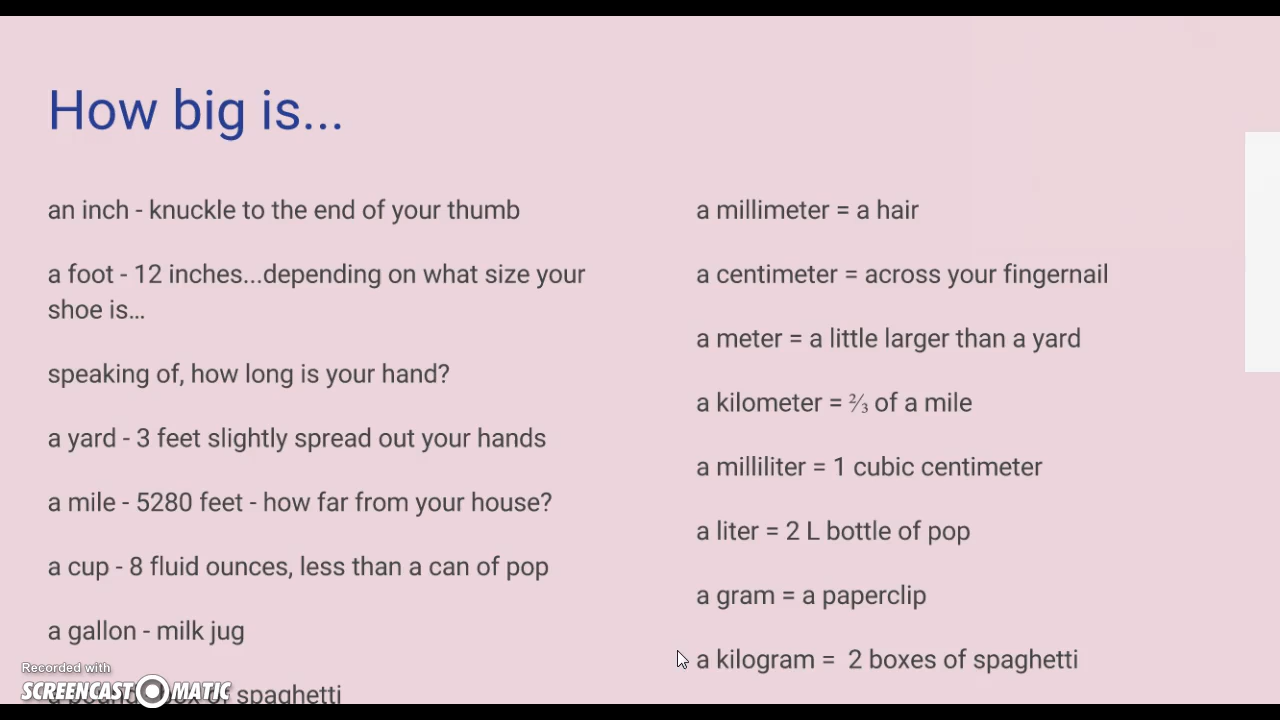 How big is...
an inch - knuckle to the end of your thumb
a foot - 12 inches...depending on what size your
shoe is...
speaking of, how long is your hand?
a yard - 3 feet slightly spread out your hands
a mile - 5280 feet - how far from your house?
a cup - 8 fluid ounces, less than a can of pop
a gallon - milk jug
a pound - box of spaghetti
a millimeter = a hair
a centimeter = across your fingernail
a meter = a little larger than a yard
a kilometer = ⅔ of a mile
a milliliter = 1 cubic centimeter
a liter = 2 L bottle of pop
a gram = a paperclip
a kilogram =  2 boxes of spaghetti
Recorded with
SCREENCAST MATIC